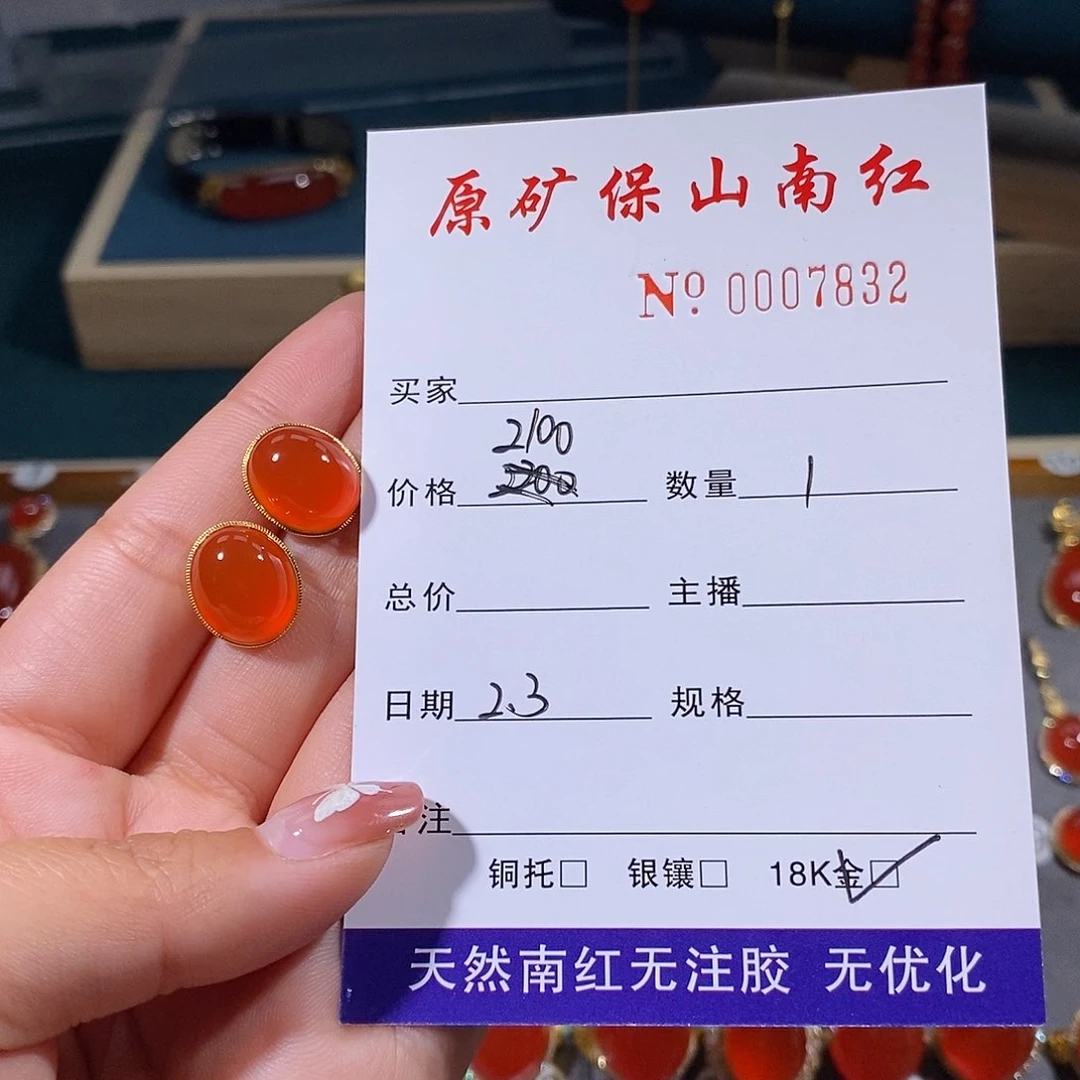 原矿保山南红
Nº 0007832
买家
2100
价格 数量 1
总价 主播
日期 2.3 规格
注
铜托□ 银镶□ 18K金□
天然南红无注胶 无优化